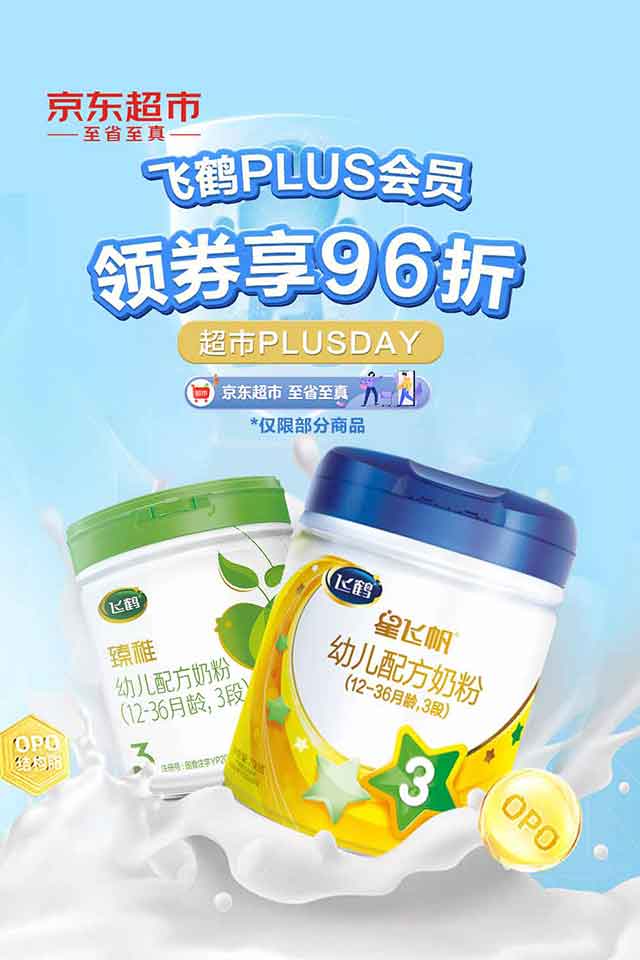 京东超市
至省至真
飞鹤PLUS会员
领券享96折
超市PLUSDAY
超市
京东超市 至省至真
*仅限部分商品
飞鹤
臻稚
幼儿配方奶粉
(12-36月龄, 3段)
3
飞鹤
星飞帆
幼儿配方奶粉
(12-36月龄, 3段)
3
OPO
结构脂
OPO